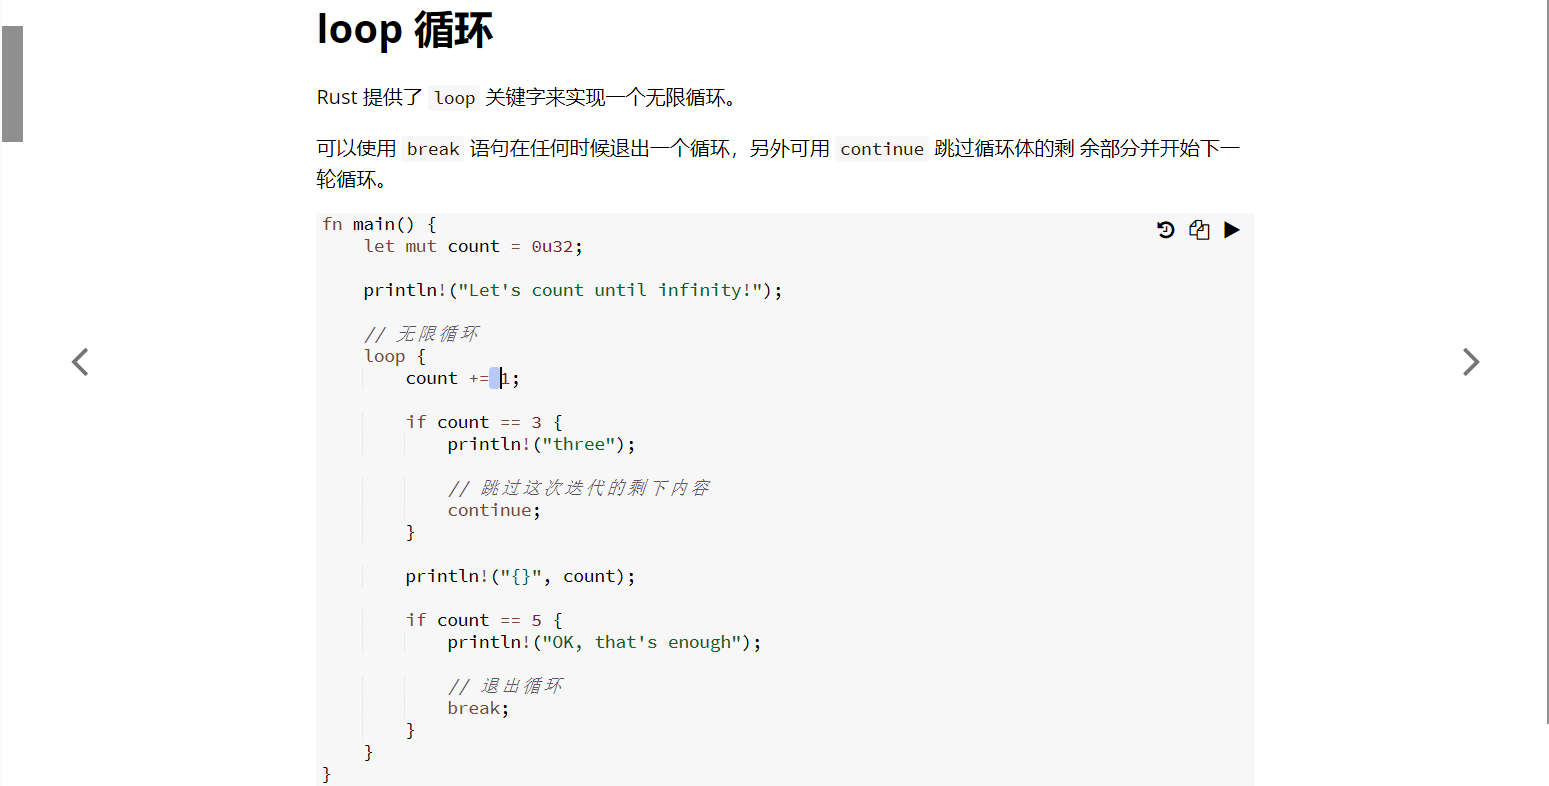 loop 循环
Rust 提供了 loop 关键字来实现一个无限循环。
可以使用 break 语句在任何时候退出一个循环，另外可用 continue 跳过循环体的剩 余部分并开始下一
轮循环。
fn main() {
    let mut count = 0u32;
    println!("Let's count until infinity!");
    // 无限循环
    loop {
        count += 1;
        if count == 3 {
            println!("three");
            // 跳过这次迭代的剩下内容
            continue;
        }
        println!("{}", count);
        if count == 5 {
            println!("OK, that's enough");
            // 退出循环
            break;
        }
    }
}